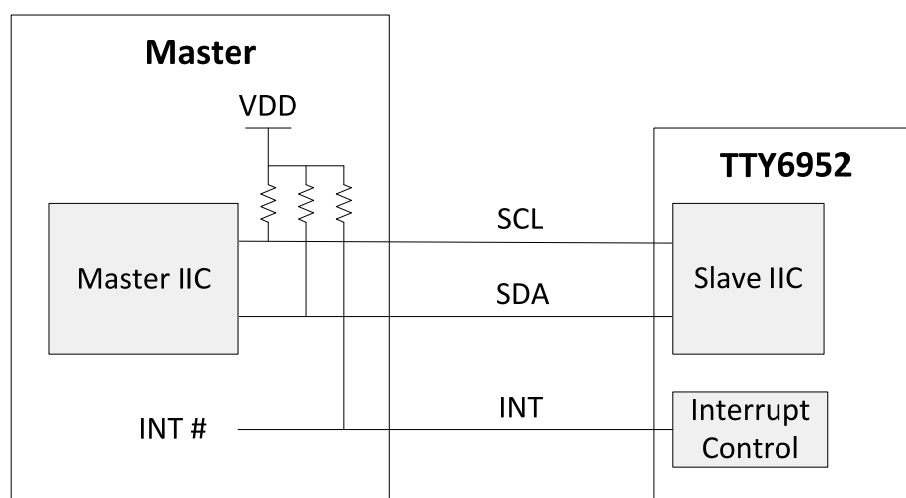 Master
VDD
TTY6952
SCL
Master IIC
Slave IIC
SDA
INT
INT #
Interrupt
Control